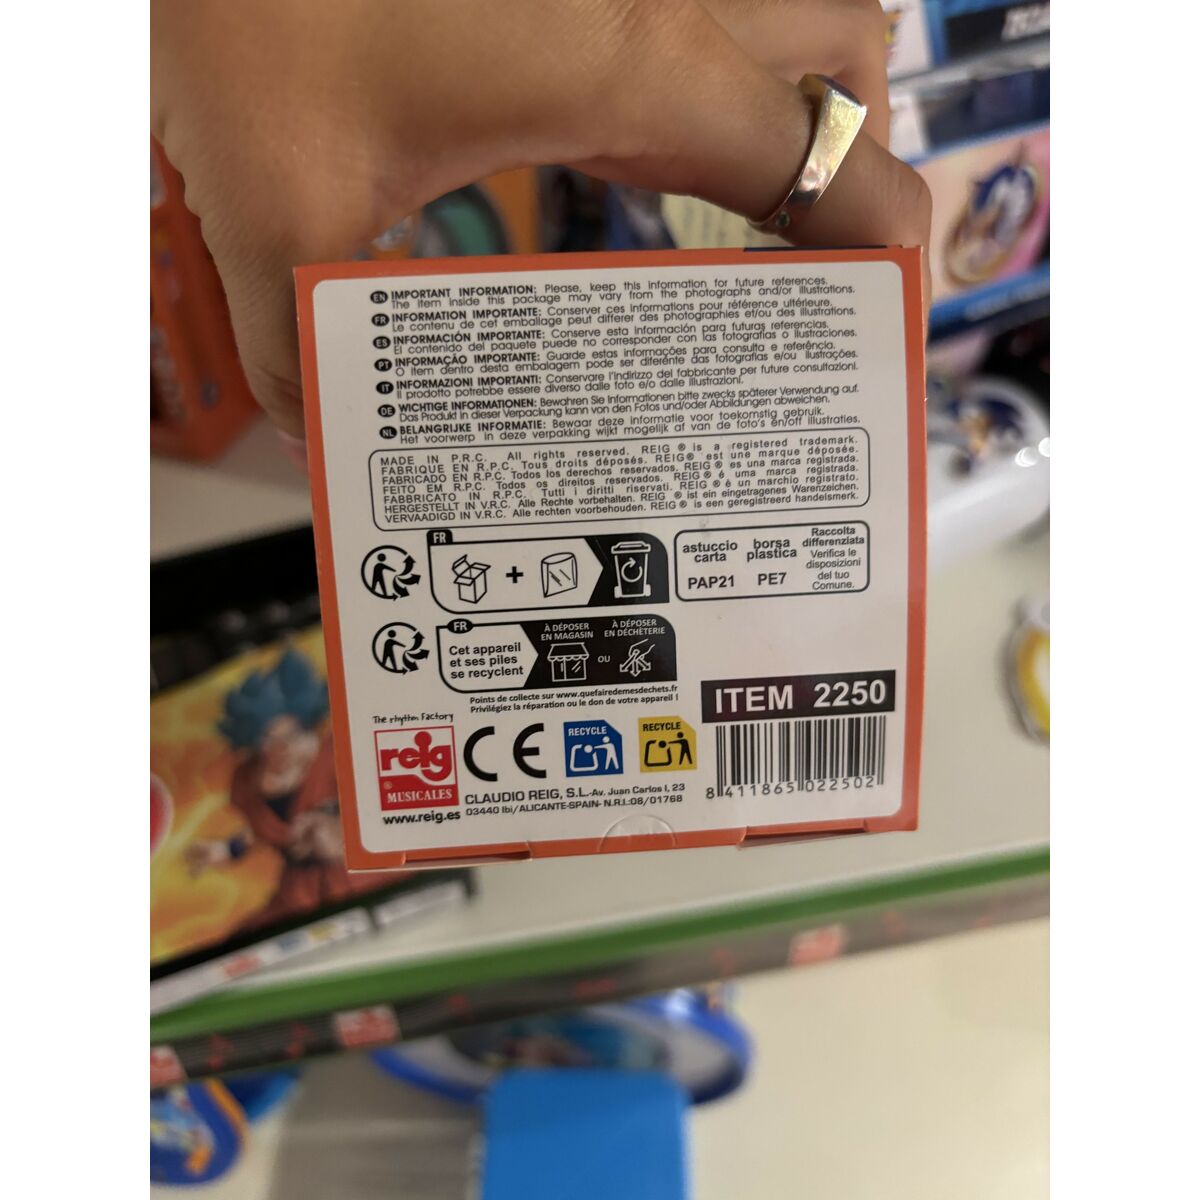 EN IMPORTANT INFORMATION: Please, keep this information for future references.
The item inside this package may vary from the photographs and/or illustrations.
FR INFORMATION IMPORTANTE: Conserver ces informations pour référence ultérieure.
Le contenu de cet emballage peut différer des photographies et/ou des illustrations.
ES INFORMACIÓN IMPORTANTE: Conserve esta información para futuras referencias.
El contenido del paquete puede no corresponder con las fotografías o ilustraciones.
PT INFORMAÇÃO IMPORTANTE: Guarde estas informações para consulta e referência.
O item dentro desta embalagem pode ser diferente das fotografias e/ou ilustrações.
IT INFORMAZIONI IMPORTANTI: Conservare l'indirizzo del fabbricante per future consultazioni.
Il prodotto potrebbe essere diverso dalle foto e/o dalle illustrazioni.
DE WICHTIGE INFORMATIONEN: Bewahren Sie Informationen bitte zwecks späterer Verwendung auf.
Das Produkt in dieser Verpackung kann von den Fotos und/oder Abbildungen abweichen.
NL BELANGRIJKE INFORMATIE: Bewaar deze informatie voor toekomstig gebruik.
Het voorwerp in deze verpakking wijkt mogelijk af van de foto's en/off illustraties.
MADE IN P.R.C. All rights reserved. REIG ® is a registered trademark.
FABRIQUE EN R.P.C. Tous droits déposés. REIG® est une marque déposée.
FABRICADO EN R.P.C. Todos los derechos reservados. REIG ® es una marca registrada.
FEITO EM R.P.C. Todos os direitos reservados. REIG ® é uma marca registrada.
FABBRICATO IN R.P.C. Tutti i diritti riservati. REIG ® è un marchio registrato.
HERGESTELLT IN V.R.C. Alle Rechte vorbehalten. REIG ® ist ein eingetragenes Warenzeichen.
VERVAARDIGD IN V.R.C. Alle rechten voorbehouden. REIG ® is een geregistreerd handelsmerk.
FR
+
astuccio carta
PAP21
borsa plastica
PE7
Raccolta
differenziata
Verifica le
disposizioni
del tuo
Comune.
FR
Cet appareil
et ses piles
se recyclent
À DÉPOSER
EN MAGASIN
OU
À DÉPOSER
EN DÉCHÈTERIE
Points de collecte sur www.quefairedemesdechets.fr
Privilégiez la réparation ou le don de votre appareil !
ITEM 2250
The rhythm Factory
reig
®
MUSICALES
www.reig.es
CE
RECYCLE
RECYCLE
CLAUDIO REIG, S.L.-Av. Juan Carlos I, 23
03440 Ibi/ALICANTE-SPAIN- N.R.I.:08/01768
8 411865 022502